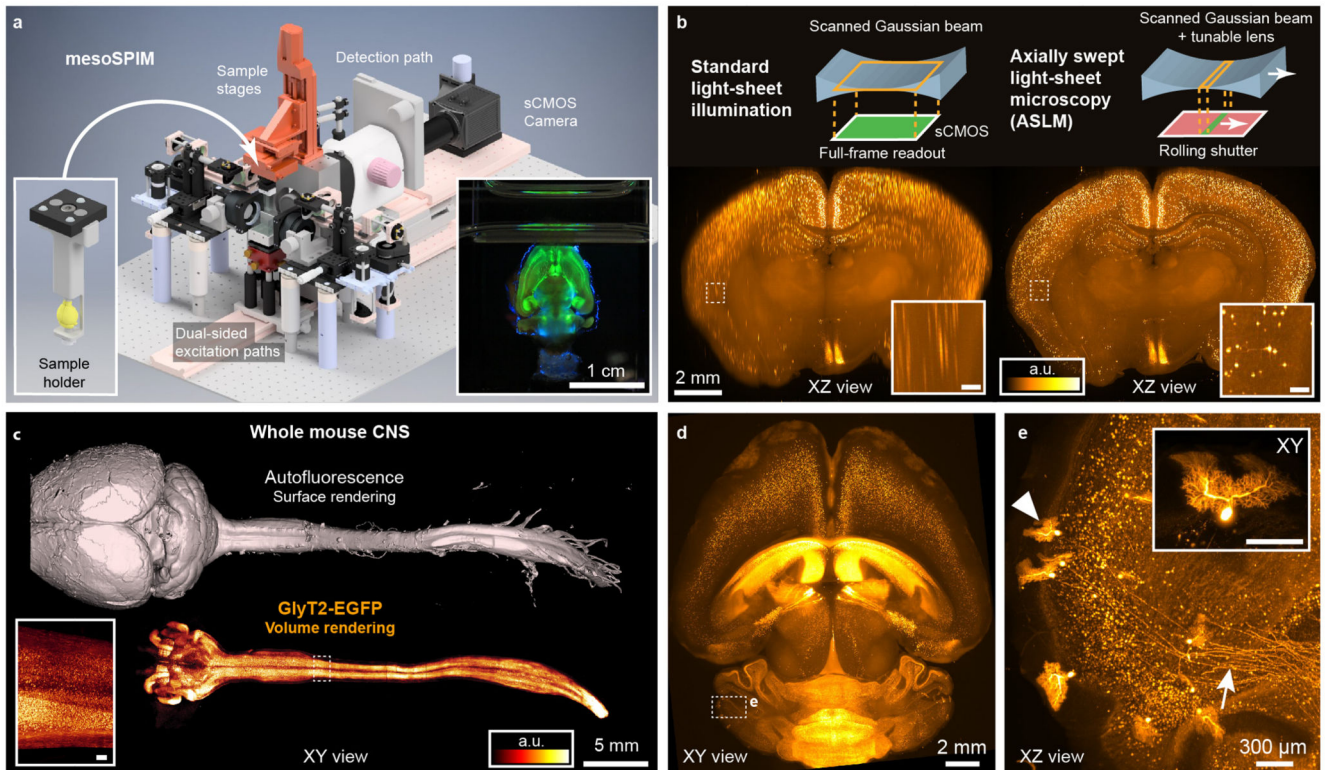 a
mesoSPIM
Sample
stages
Detection path
sCMOS
Camera
Dual-sided
excitation paths
Sample
holder
1 cm
b
Standard
light-sheet
illumination
Scanned Gaussian beam
sCMOS
Full-frame readout
Axially swept
light-sheet
microscopy
(ASLM)
Scanned Gaussian beam
+ tunable lens
Rolling shutter
2 mm
XZ view
a.u.
XZ view
c
Whole mouse CNS
Autofluorescence
Surface rendering
GlyT2-EGFP
Volume rendering
XY view
a.u.
5 mm
d
e
XY view
2 mm
e
XY
XZ view
300 µm